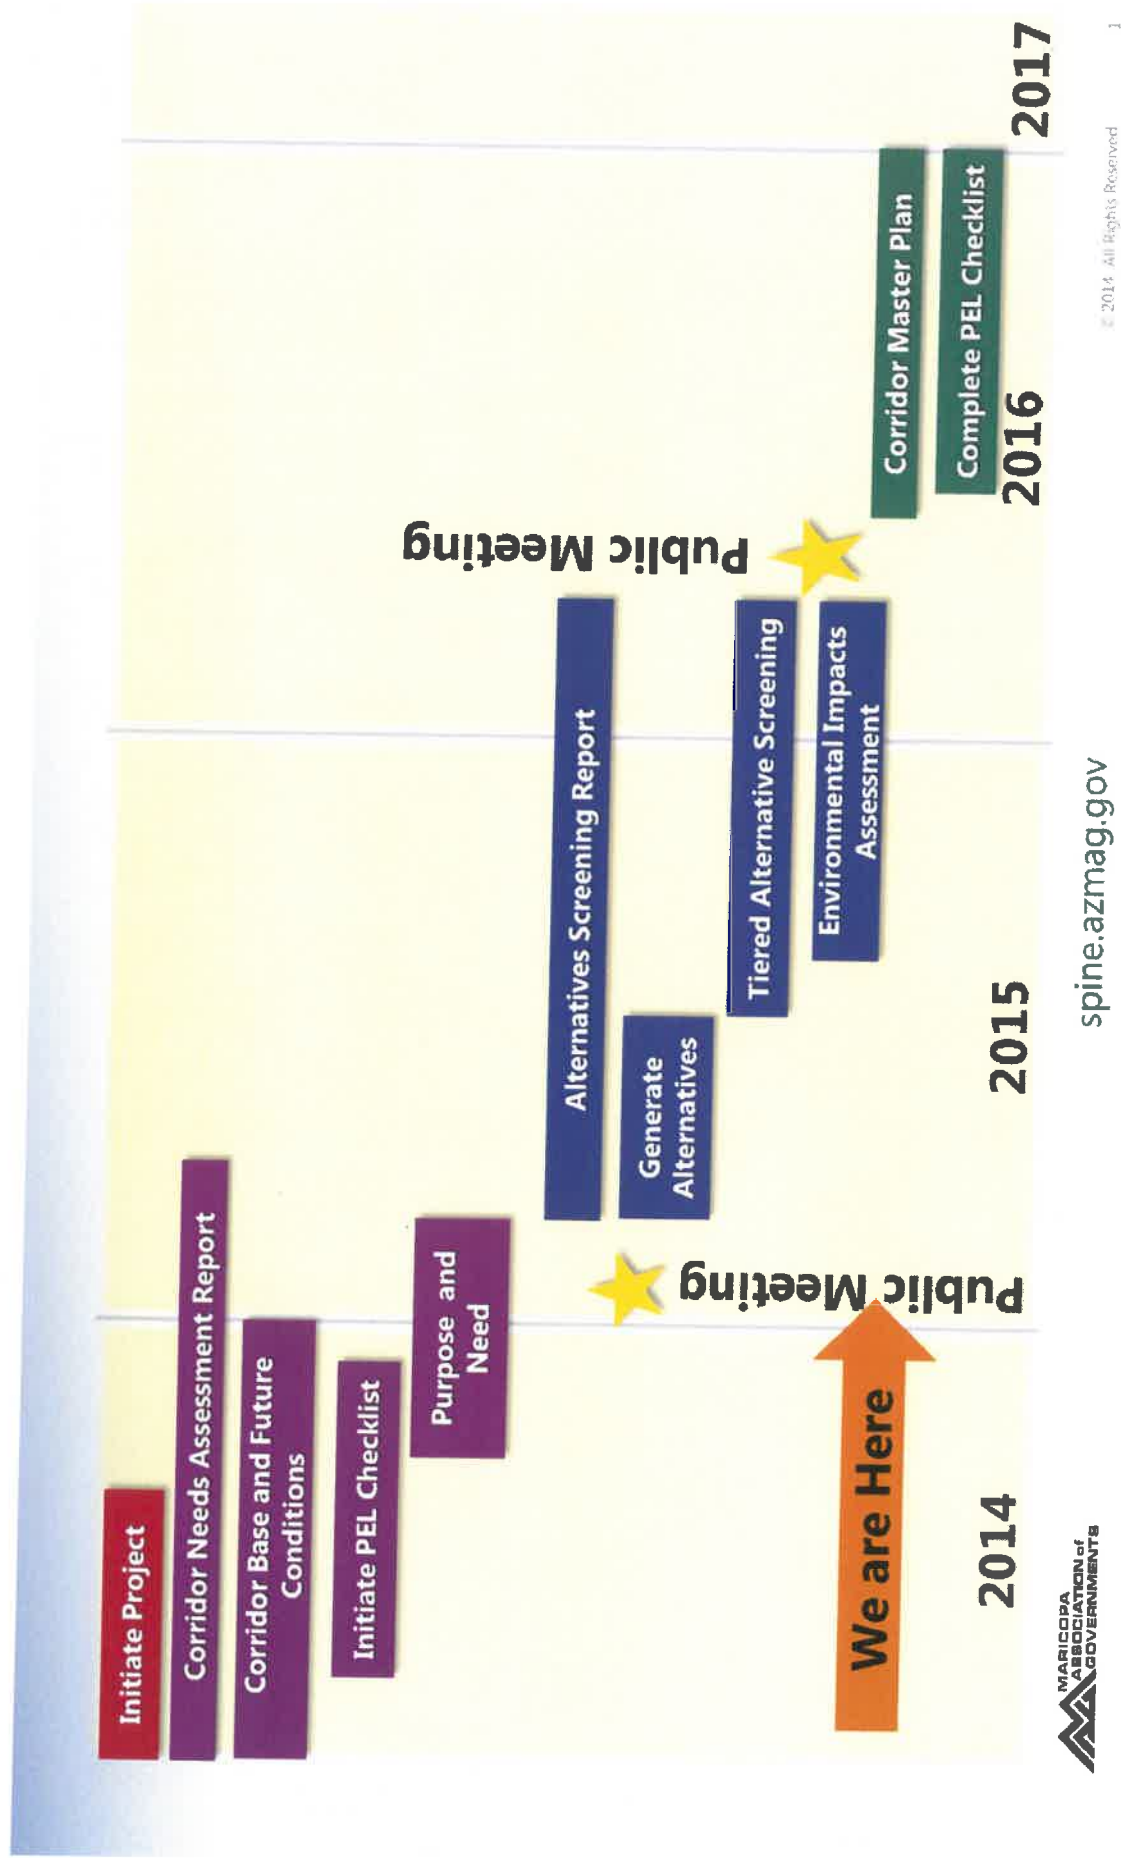 Initiate Project
Corridor Needs Assessment Report
Corridor Base and Future
Conditions
Initiate PEL Checklist
Purpose and
Need
Alternatives Screening Report
Generate
Alternatives
Public Meeting
Public Meeting
Tiered Alternative Screening
Environmental Impacts
Assessment
Corridor Master Plan
Complete PEL Checklist
We are Here
2014
2015
2016
2017
MARICOPA
ASSOCIATION of
GOVERNMENTS
spine.azmag.gov
© 2014 All Rights Reserved
1